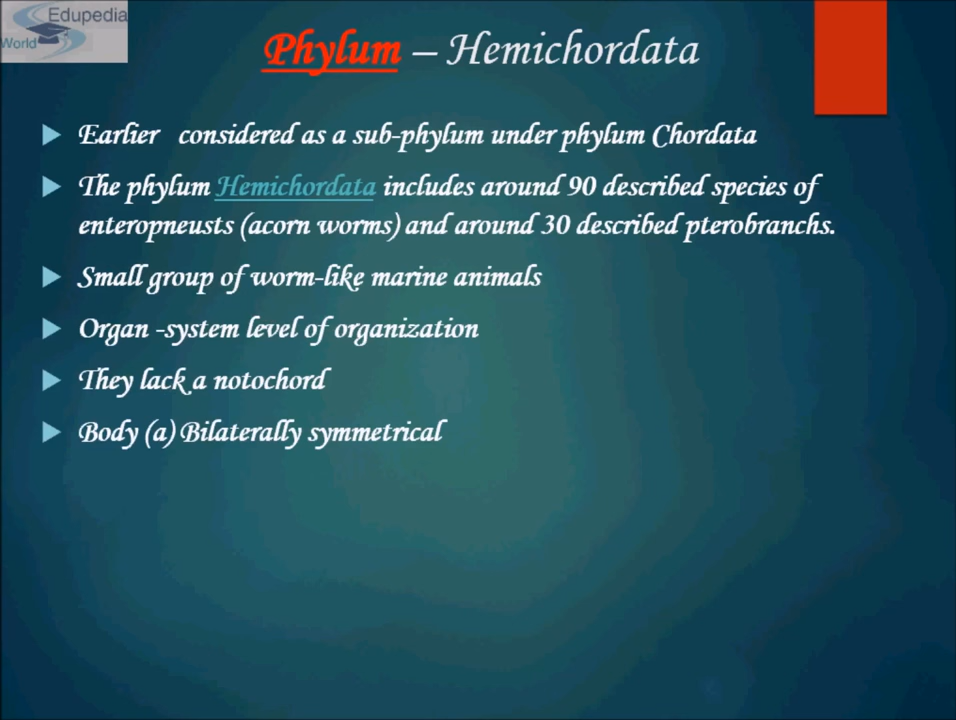 Edupedia
World
Phylum – Hemichordata
Earlier considered as a sub-phylum under phylum Chordata
The phylum Hemichordata includes around 90 described species of
enteropneusts (acorn worms) and around 30 described pterobranchs.
Small group of worm-like marine animals
Organ -system level of organization
They lack a notochord
Body (a) Bilaterally symmetrical